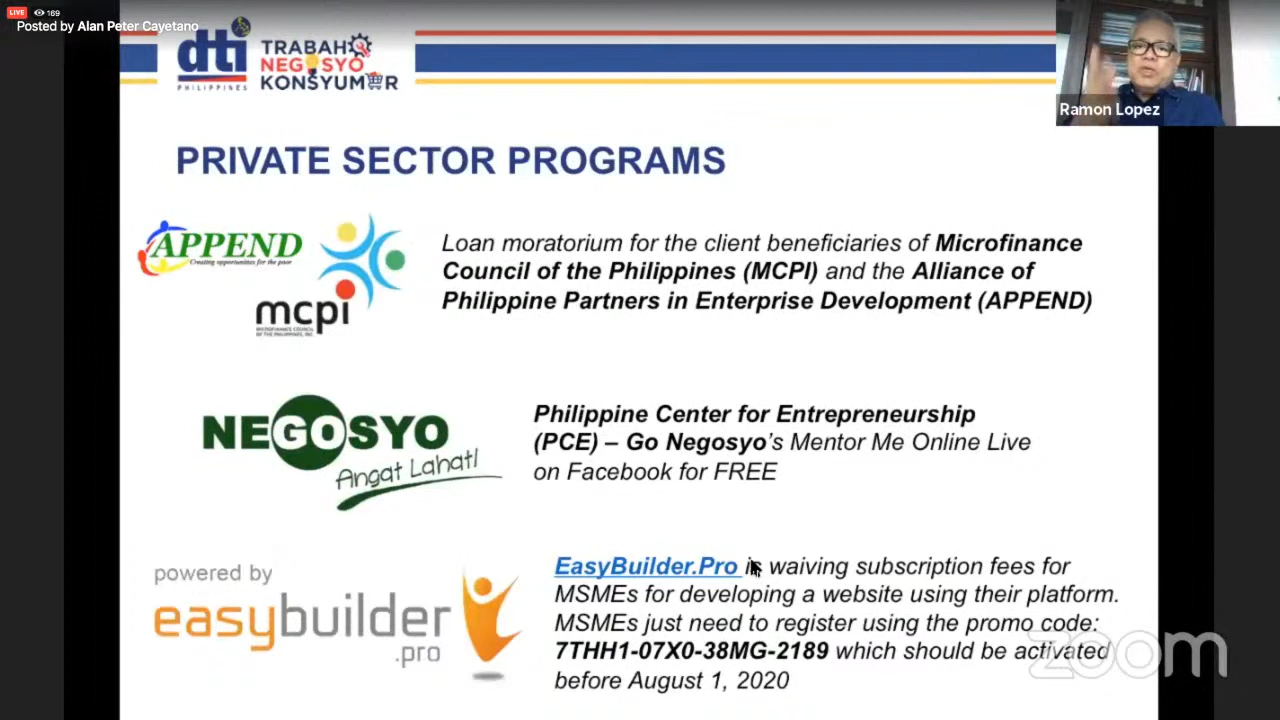 LIVE 169
Posted by Alan Peter Cayetano
dti
PHILIPPINES
TRABAHO
NEGOSYO
KONSYUMER
Ramon Lopez
PRIVATE SECTOR PROGRAMS
APPEND
Creating opportunities for the poor
mcpi
MICROFINANCE COUNCIL
OF THE PHILIPPINES, INC.
Loan moratorium for the client beneficiaries of Microfinance
Council of the Philippines (MCPI) and the Alliance of
Philippine Partners in Enterprise Development (APPEND)
NEGOSYO
Angat Lahat!
Philippine Center for Entrepreneurship
(PCE) – Go Negosyo's Mentor Me Online Live
on Facebook for FREE
powered by
easybuilder
.pro
EasyBuilder.Pro is waiving subscription fees for
MSMEs for developing a website using their platform.
MSMEs just need to register using the promo code:
7THH1-07X0-38MG-2189 which should be activated
before August 1, 2020
zoom